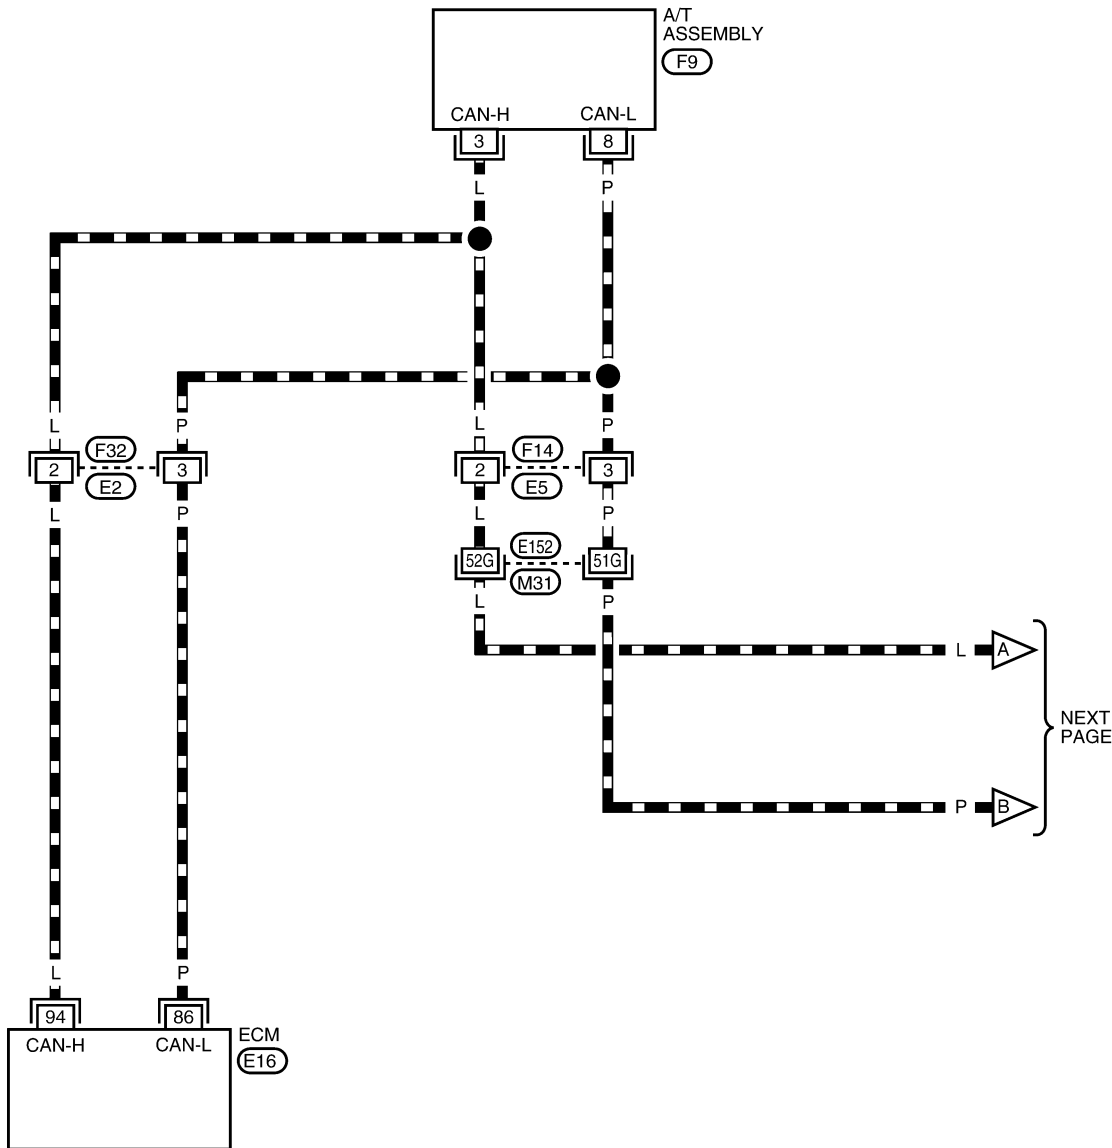 A/T
ASSEMBLY
F9
CAN-H CAN-L
3 8
L P
L P L P
F32 F14
2 3 2 3
E2 E5
L P L P
E152
52G 51G
M31
L P
L A
NEXT
PAGE
P B
L P
94 86
ECM
CAN-H CAN-L
E16